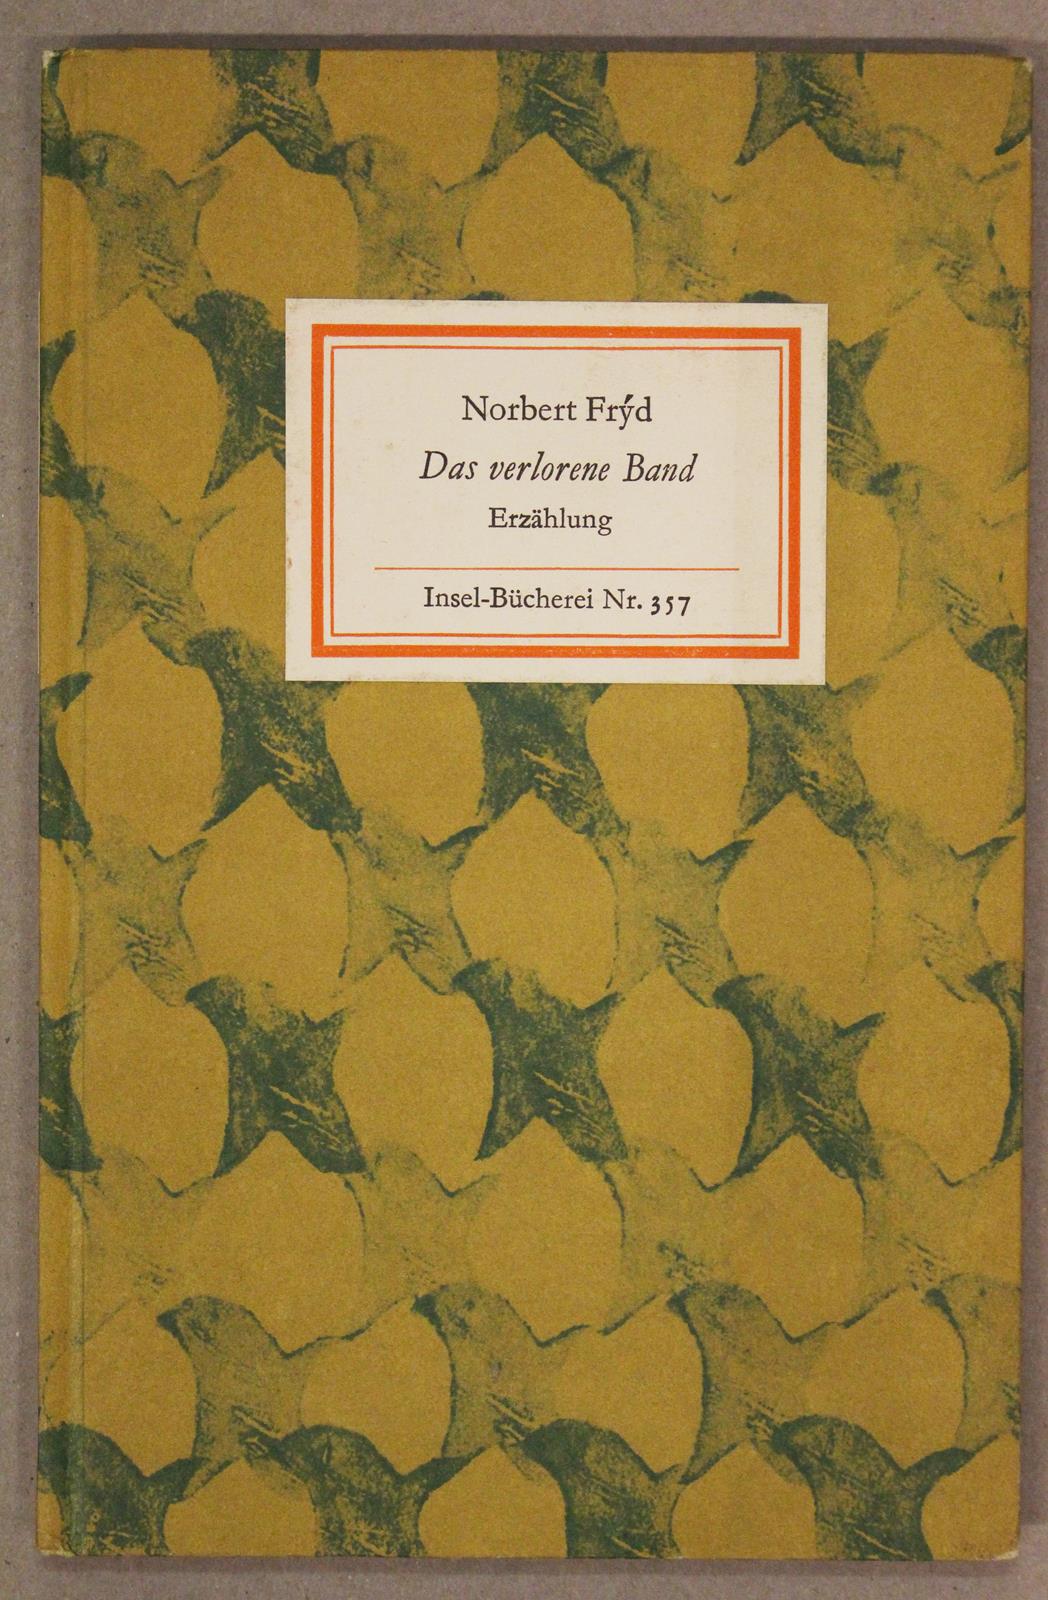 Norbert Frýd
Das verlorene Band
Erzählung
Insel-Bücherei Nr. 357